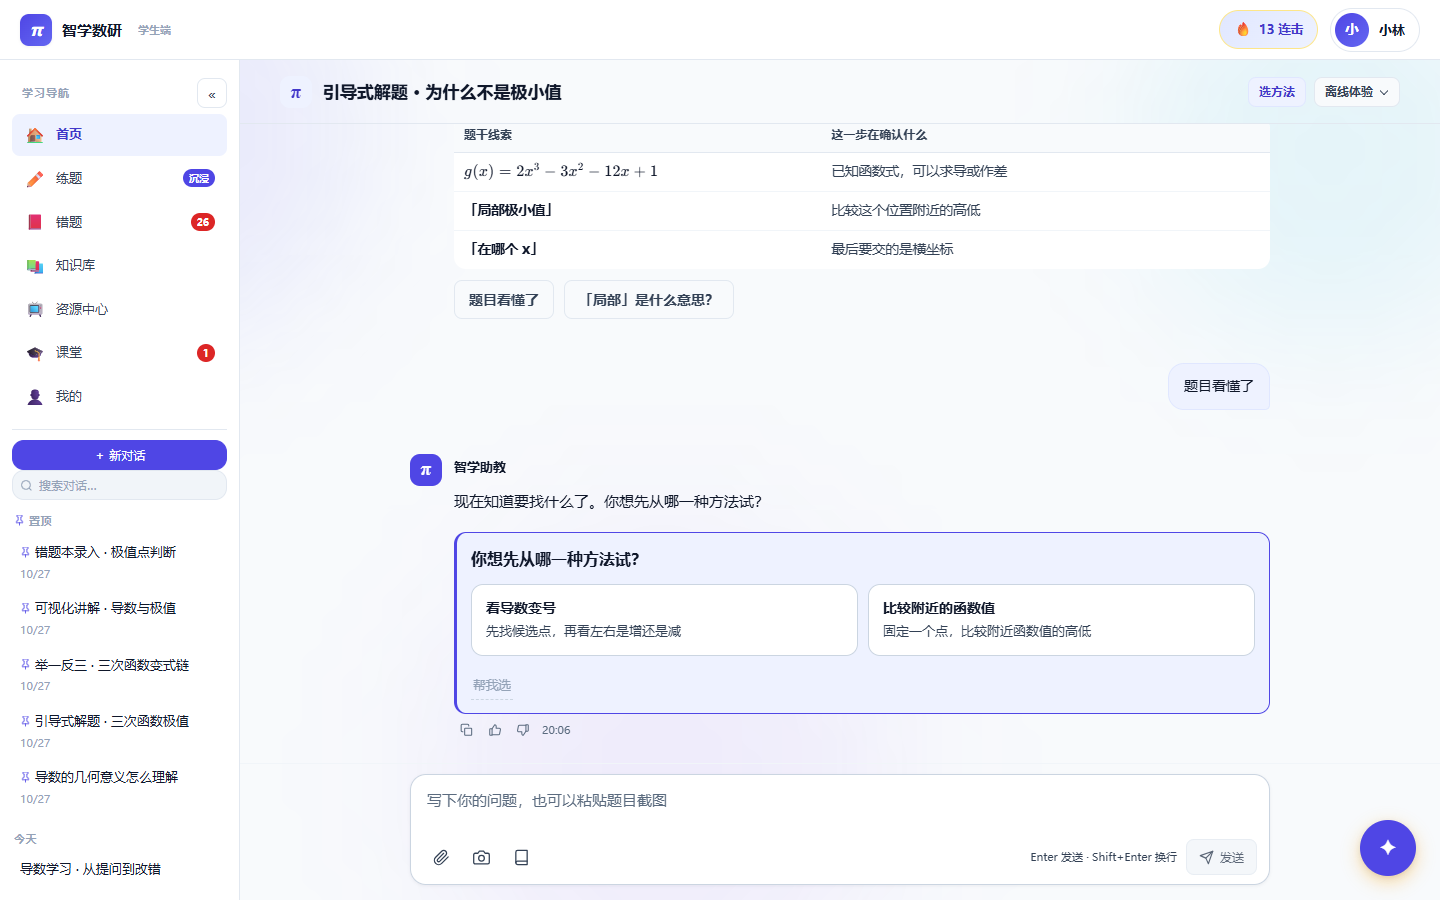 π 智学数研 学生端
13 连击
小 小林
学习导航
«
首页
练题 沉浸
错题 26
知识库
资源中心
课堂 1
我的
+ 新对话
搜索对话...
置顶
错题本录入 · 极值点判断
10/27
可视化讲解 · 导数与极值
10/27
举一反三 · 三次函数变式链
10/27
引导式解题 · 三次函数极值
10/27
导数的几何意义怎么理解
10/27
今天
导数学习 · 从提问到改错
π 引导式解题 • 为什么不是极小值
选方法 离线体验
题干线索 这一步在确认什么
g(x) = 2x³ − 3x² − 12x + 1 已知函数式，可以求导或作差
「局部极小值」 比较这个位置附近的高低
「在哪个 x」 最后要交的是横坐标
题目看懂了 「局部」是什么意思？
题目看懂了
π 智学助教
现在知道要找什么了。你想先从哪一种方法试？
你想先从哪一种方法试？
看导数变号
先找候选点，再看左右是增还是减
比较附近的函数值
固定一个点，比较附近函数值的高低
帮我选
20:06
写下你的问题，也可以粘贴题目截图
Enter 发送 · Shift+Enter 换行 发送